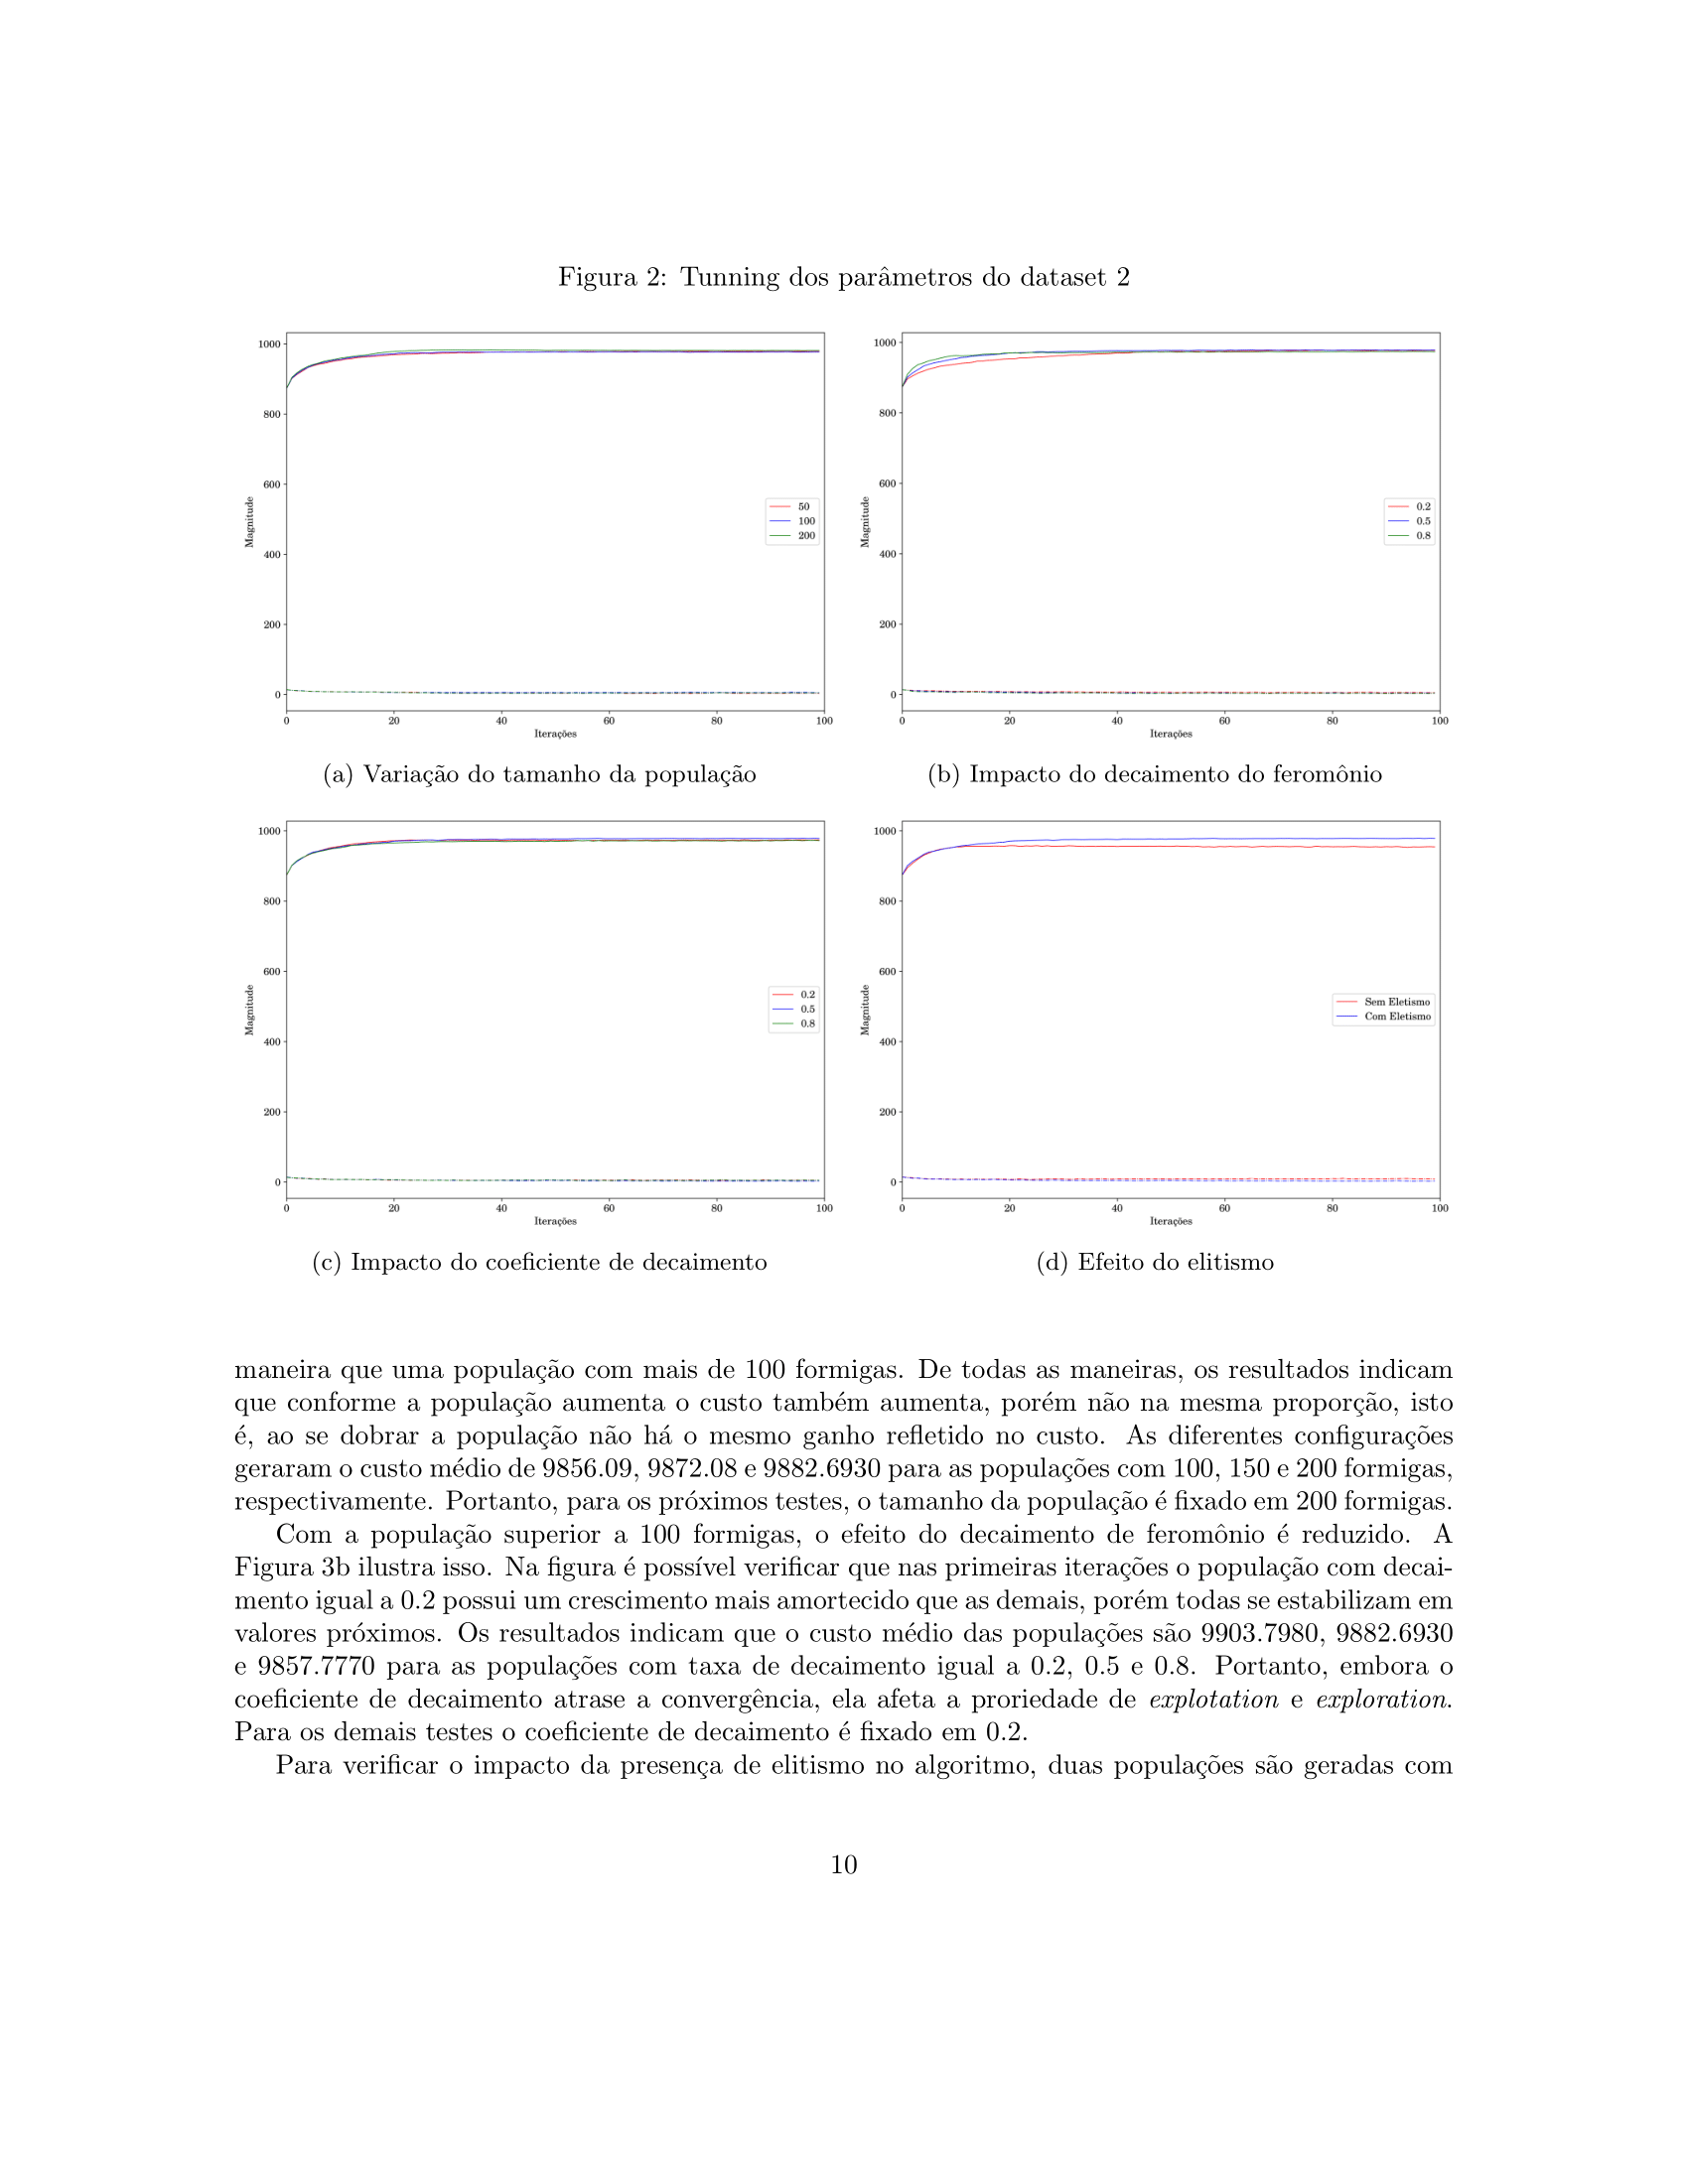 Figura 2: Tunning dos parâmetros do dataset 2
1000
800
600
400
200
0
0 20 40 60 80 100
Magnitude
Iterações
50
100
200
(a) Variação do tamanho da população
1000
800
600
400
200
0
0 20 40 60 80 100
Magnitude
Iterações
0.2
0.5
0.8
(b) Impacto do decaimento do feromônio
1000
800
600
400
200
0
0 20 40 60 80 100
Magnitude
Iterações
0.2
0.5
0.8
(c) Impacto do coeficiente de decaimento
1000
800
600
400
200
0
0 20 40 60 80 100
Magnitude
Iterações
Sem Eletismo
Com Eletismo
(d) Efeito do elitismo
maneira que uma população com mais de 100 formigas. De todas as maneiras, os resultados indicam
que conforme a população aumenta o custo também aumenta, porém não na mesma proporção, isto
é, ao se dobrar a população não há o mesmo ganho refletido no custo. As diferentes configurações
geraram o custo médio de 9856.09, 9872.08 e 9882.6930 para as populações com 100, 150 e 200 formigas,
respectivamente. Portanto, para os próximos testes, o tamanho da população é fixado em 200 formigas.
Com a população superior a 100 formigas, o efeito do decaimento de feromônio é reduzido. A
Figura 3b ilustra isso. Na figura é possível verificar que nas primeiras iterações o população com decai-
mento igual a 0.2 possui um crescimento mais amortecido que as demais, porém todas se estabilizam em
valores próximos. Os resultados indicam que o custo médio das populações são 9903.7980, 9882.6930
e 9857.7770 para as populações com taxa de decaimento igual a 0.2, 0.5 e 0.8. Portanto, embora o
coeficiente de decaimento atrase a convergência, ela afeta a proriedade de explotation e exploration.
Para os demais testes o coeficiente de decaimento é fixado em 0.2.
Para verificar o impacto da presença de elitismo no algoritmo, duas populações são geradas com
10